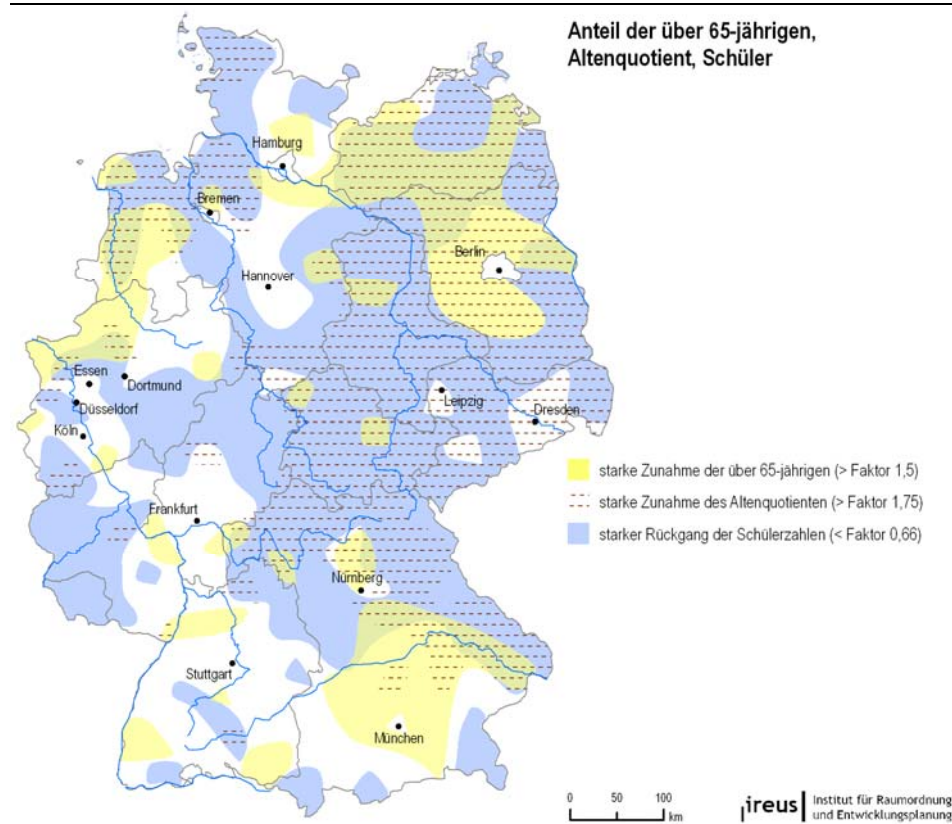 Anteil der über 65-jährigen,
Altenquotient, Schüler
Hamburg
Bremen
Berlin
Hannover
Essen
Dortmund
Düsseldorf
Köln
Leipzig
Dresden
Frankfurt
Nürnberg
Stuttgart
München
starke Zunahme der über 65-jährigen (> Faktor 1,5)
starke Zunahme des Altenquotienten (> Faktor 1,75)
starker Rückgang der Schülerzahlen (< Faktor 0,66)
0 50 100
km
ireus
Institut für Raumordnung
und Entwicklungsplanung